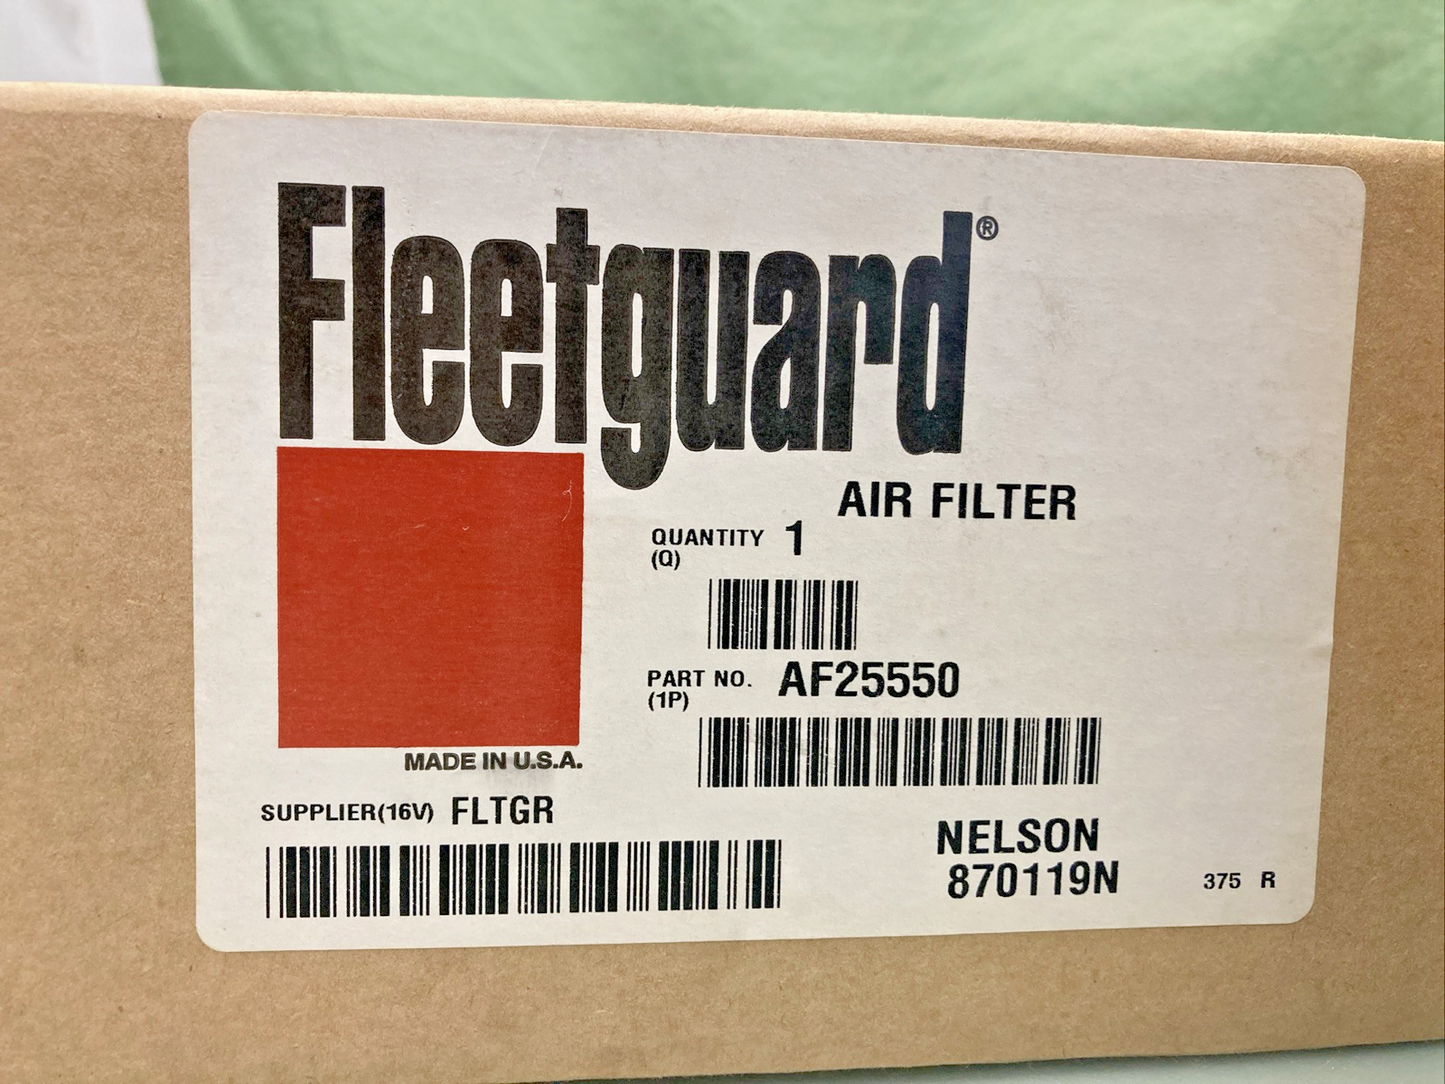 Fleetguard®
AIR FILTER
QUANTITY 1
(Q)
PART NO. AF25550
(1P)
MADE IN U.S.A.
SUPPLIER(16V) FLTGR
NELSON
870119N
375 R